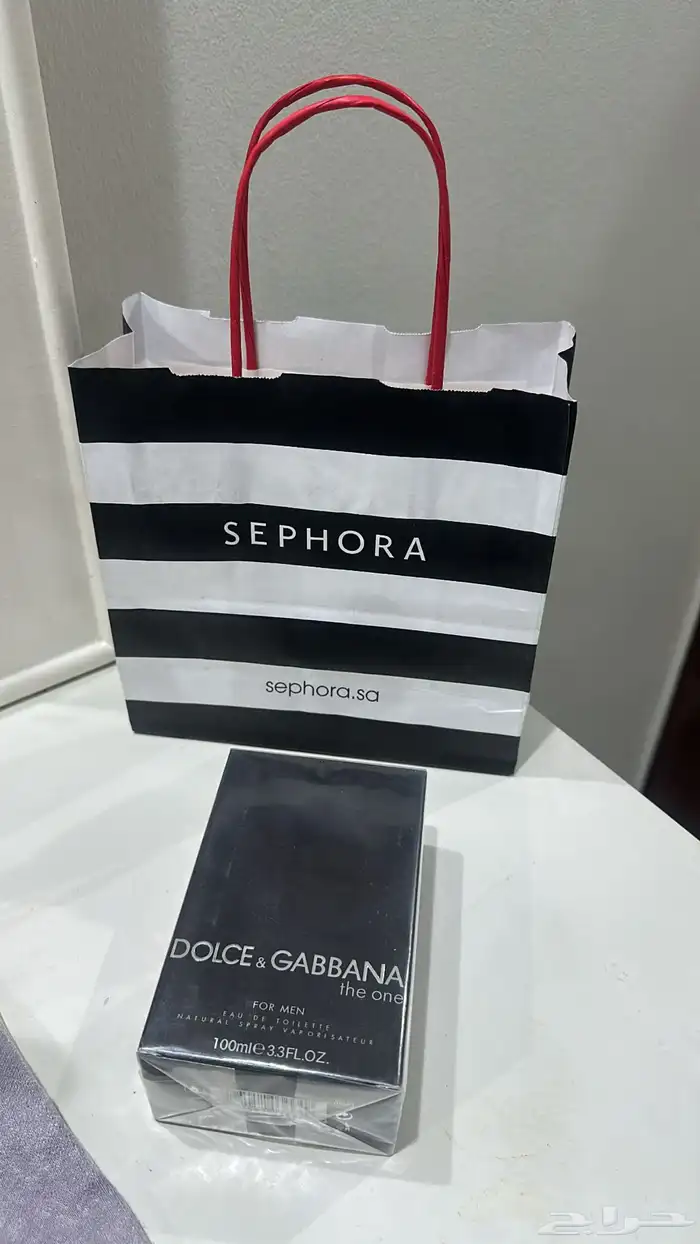 SEPHORA
sephora.sa
DOLCE & GABBANA
the one
FOR MEN
EAU DE TOILETTE
NATURAL SPRAY VAPORISATEUR
100ml℮3.3FL.OZ.
حراج